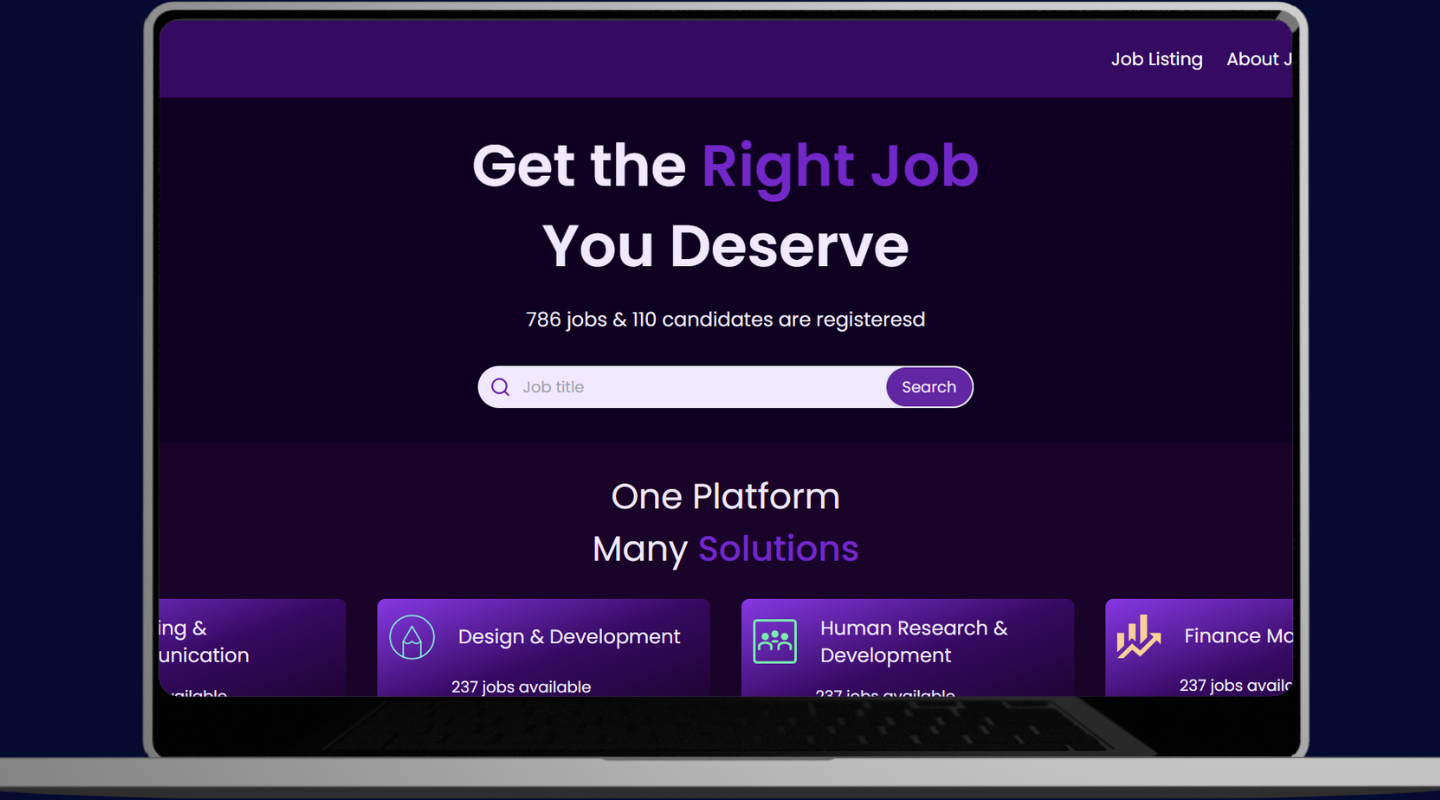 Job Listing About J
Get the Right Job
You Deserve
786 jobs & 110 candidates are registeresd
Job title Search
One Platform
Many Solutions
ing &
unication
Design & Development
Human Research &
Development
Finance Ma
ailable
237 jobs available
237 jobs available
237 jobs availa